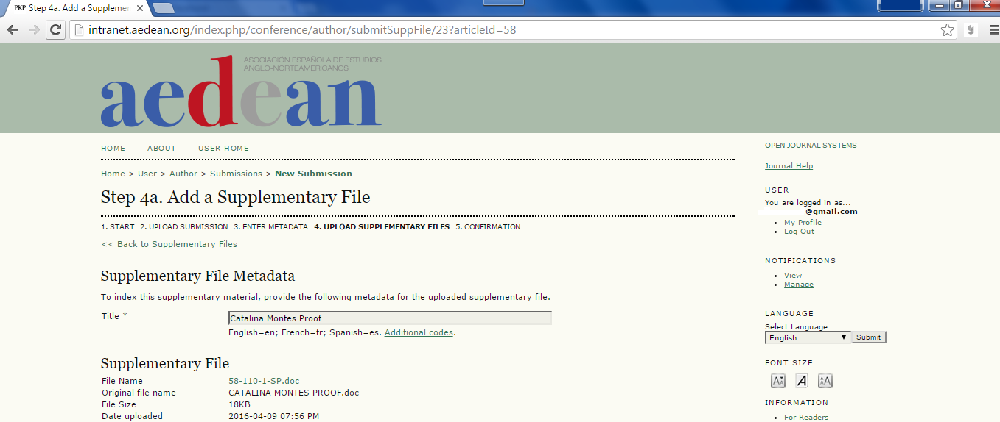 PKP Step 4a. Add a Supplemen
intranet.aedean.org/index.php/conference/author/submitSuppFile/23?articleId=58
ASOCIACIÓN ESPAÑOLA DE ESTUDIOS
ANGLO-NORTEAMERICANOS
aedean
HOME ABOUT USER HOME
Home > User > Author > Submissions > New Submission
Step 4a. Add a Supplementary File
1. START 2. UPLOAD SUBMISSION 3. ENTER METADATA 4. UPLOAD SUPPLEMENTARY FILES 5. CONFIRMATION
<< Back to Supplementary Files
Supplementary File Metadata
To index this supplementary material, provide the following metadata for the uploaded supplementary file.
Title * Catalina Montes Proof
English=en; French=fr; Spanish=es. Additional codes.
Supplementary File
File Name 58-110-1-SP.doc
Original file name CATALINA MONTES PROOF.doc
File Size 18KB
Date uploaded 2016-04-09 07:56 PM
OPEN JOURNAL SYSTEMS
Journal Help
USER
You are logged in as...
@gmail.com
My Profile
Log Out
NOTIFICATIONS
View
Manage
LANGUAGE
Select Language
English Submit
FONT SIZE
A A A
INFORMATION
For Readers